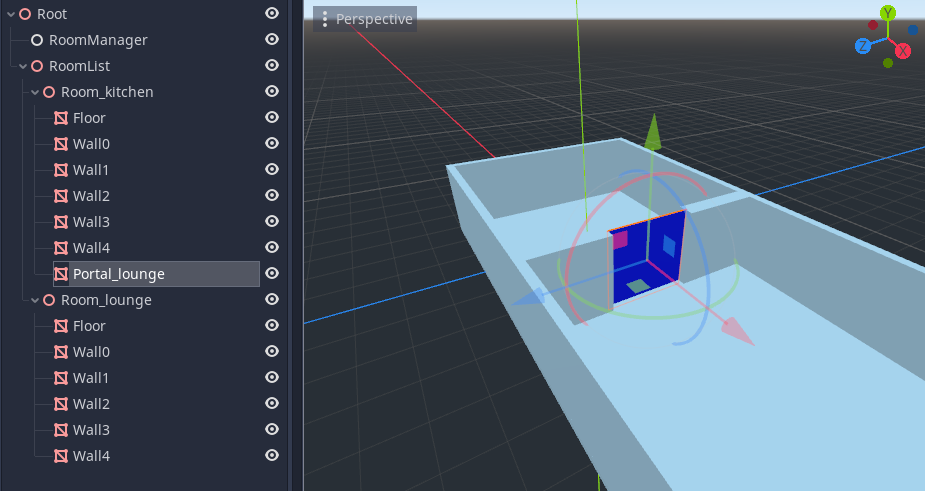 Root
RoomManager
RoomList
Room_kitchen
Floor
Wall0
Wall1
Wall2
Wall3
Wall4
Portal_lounge
Room_lounge
Floor
Wall0
Wall1
Wall2
Wall3
Wall4
Perspective
Y
Z
X